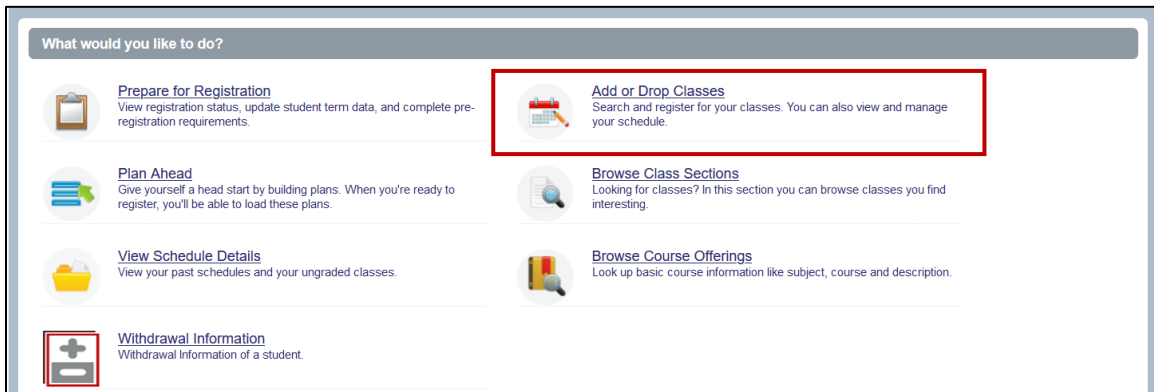 What would you like to do?
Prepare for Registration
View registration status, update student term data, and complete pre-
registration requirements.
Add or Drop Classes
Search and register for your classes. You can also view and manage
your schedule.
Plan Ahead
Give yourself a head start by building plans. When you're ready to
register, you'll be able to load these plans.
Browse Class Sections
Looking for classes? In this section you can browse classes you find
interesting.
View Schedule Details
View your past schedules and your ungraded classes.
Browse Course Offerings
Look up basic course information like subject, course and description.
Withdrawal Information
Withdrawal Information of a student.